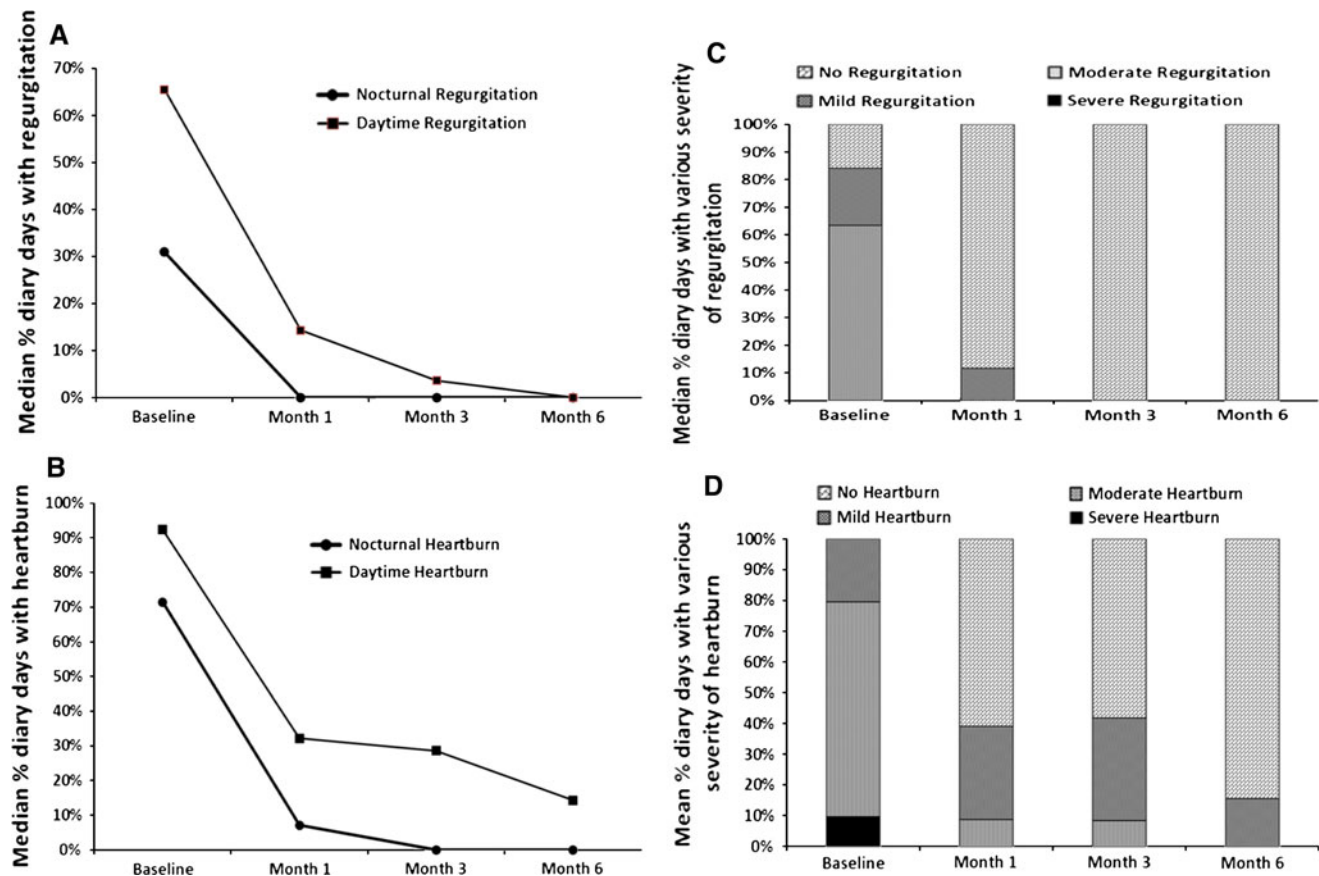 A
Median % diary days with regurgitation
70%
60%
50%
40%
30%
20%
10%
0%
Nocturnal Regurgitation
Daytime Regurgitation
Baseline Month 1 Month 3 Month 6
B
Median % diary days with heartburn
100%
90%
80%
70%
60%
50%
40%
30%
20%
10%
0%
Nocturnal Heartburn
Daytime Heartburn
Baseline Month 1 Month 3 Month 6
C
Median % diary days with various severity
of regurgitation
No Regurgitation Moderate Regurgitation
Mild Regurgitation Severe Regurgitation
100%
90%
80%
70%
60%
50%
40%
30%
20%
10%
0%
Baseline Month 1 Month 3 Month 6
D
Mean % diary days with various
severity of heartburn
No Heartburn Moderate Heartburn
Mild Heartburn Severe Heartburn
100%
90%
80%
70%
60%
50%
40%
30%
20%
10%
0%
Baseline Month 1 Month 3 Month 6